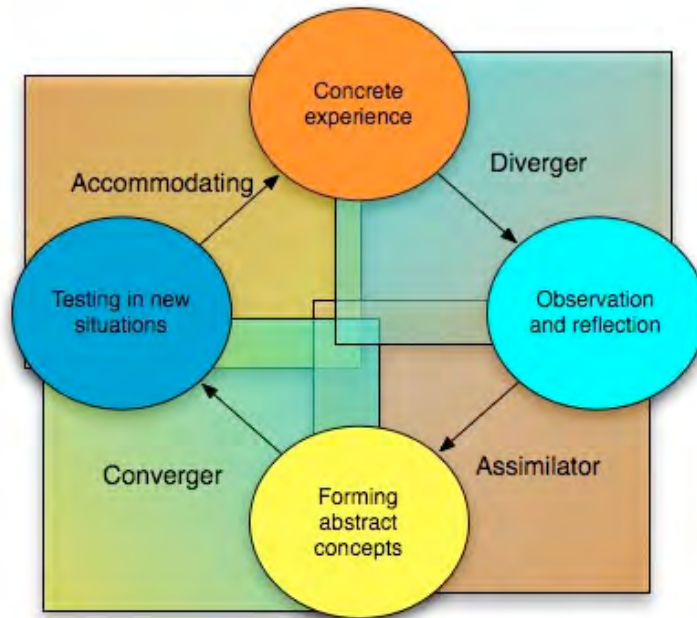 Concrete
experience
Accommodating
Diverger
Testing in new
situations
Observation
and reflection
Converger
Assimilator
Forming
abstract
concepts